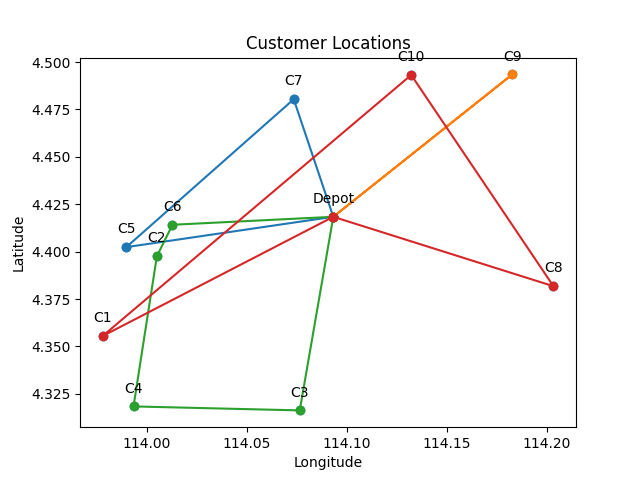 Customer Locations
4.500
4.475
4.450
4.425
4.400
4.375
4.350
4.325
Latitude
C10
C9
C7
Depot
C6
C5
C2
C8
C1
C4
C3
114.00
114.05
114.10
114.15
114.20
Longitude